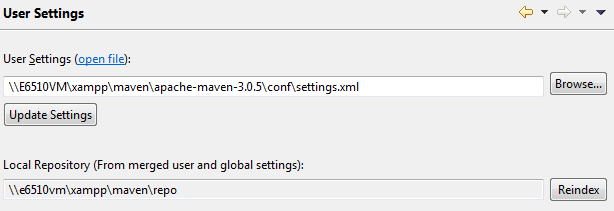 User Settings
User Settings (open file):
\\E6510VM\xampp\maven\apache-maven-3.0.5\conf\settings.xml
Browse...
Update Settings
Local Repository (From merged user and global settings):
\\e6510vm\xampp\maven\repo
Reindex